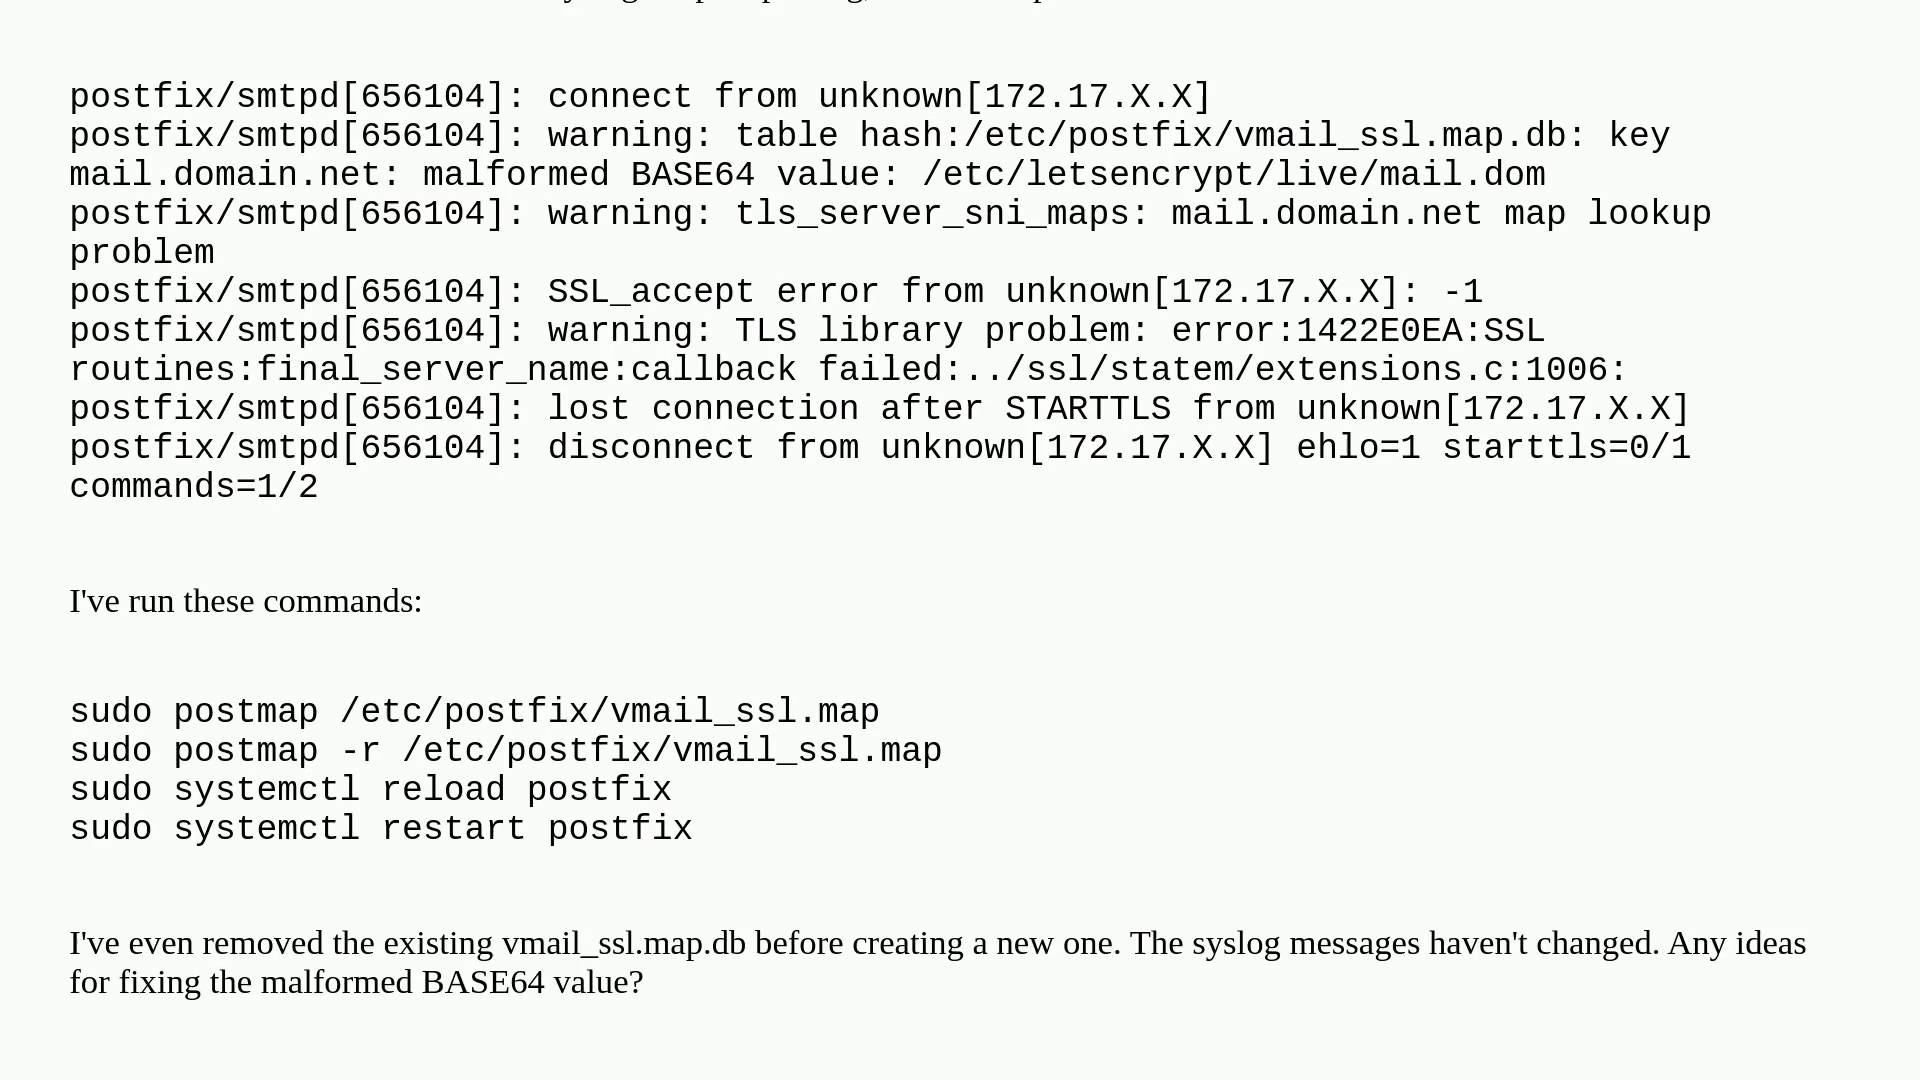 postfix/smtpd[656104]: connect from unknown[172.17.X.X]
postfix/smtpd[656104]: warning: table hash:/etc/postfix/vmail_ssl.map.db: key
mail.domain.net: malformed BASE64 value: /etc/letsencrypt/live/mail.dom
postfix/smtpd[656104]: warning: tls_server_sni_maps: mail.domain.net map lookup
problem
postfix/smtpd[656104]: SSL_accept error from unknown[172.17.X.X]: -1
postfix/smtpd[656104]: warning: TLS library problem: error:1422E0EA:SSL
routines:final_server_name:callback failed:../ssl/statem/extensions.c:1006:
postfix/smtpd[656104]: lost connection after STARTTLS from unknown[172.17.X.X]
postfix/smtpd[656104]: disconnect from unknown[172.17.X.X] ehlo=1 starttls=0/1
commands=1/2
I've run these commands:
sudo postmap /etc/postfix/vmail_ssl.map
sudo postmap -r /etc/postfix/vmail_ssl.map
sudo systemctl reload postfix
sudo systemctl restart postfix
I've even removed the existing vmail_ssl.map.db before creating a new one. The syslog messages haven't changed. Any ideas
for fixing the malformed BASE64 value?